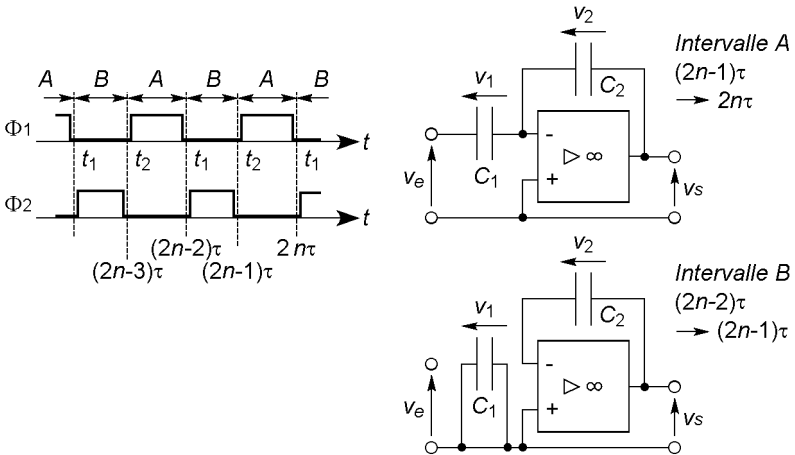 A B A B A B
Φ1
t
t1 t2 t1 t2 t1
Φ2
t
(2n-2)τ 2nτ
(2n-3)τ (2n-1)τ
v2
C2
v1
C1
ve
-
▷ ∞
+
vs
Intervalle A
(2n-1)τ
→ 2nτ
v2
C2
v1
C1
ve
-
▷ ∞
+
vs
Intervalle B
(2n-2)τ
→ (2n-1)τ